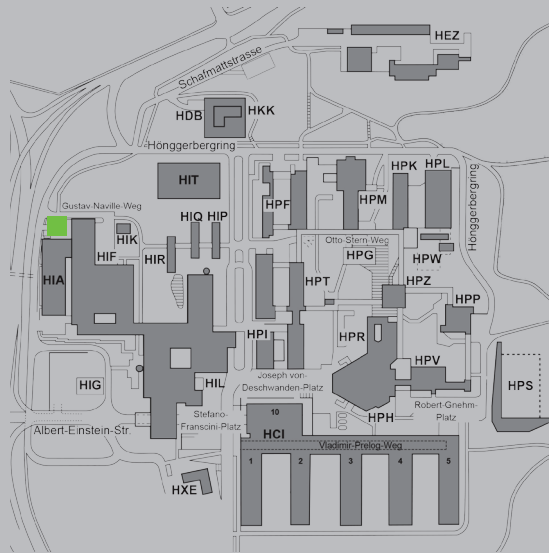 HEZ
Schafmattstrasse
HDB
HKK
Hönggerbergring
HIT
HPK
HPL
HPF
HPM
Gustav-Naville-Weg
HIQ
HIP
HIK
HIR
HIF
HIA
Otto-Stern-Weg
HPG
HPW
Hönggerbergring
HPT
HPZ
HPP
HPI
HPR
HPV
HIG
HIL
Joseph von-
Deschwanden-Platz
HPS
HPH
Robert-Gnehm-
Platz
Albert-Einstein-Str.
Stefano-
Franscini-Platz
10
HCI
Vladimir-Prelog-Weg
1
2
3
4
5
HXE